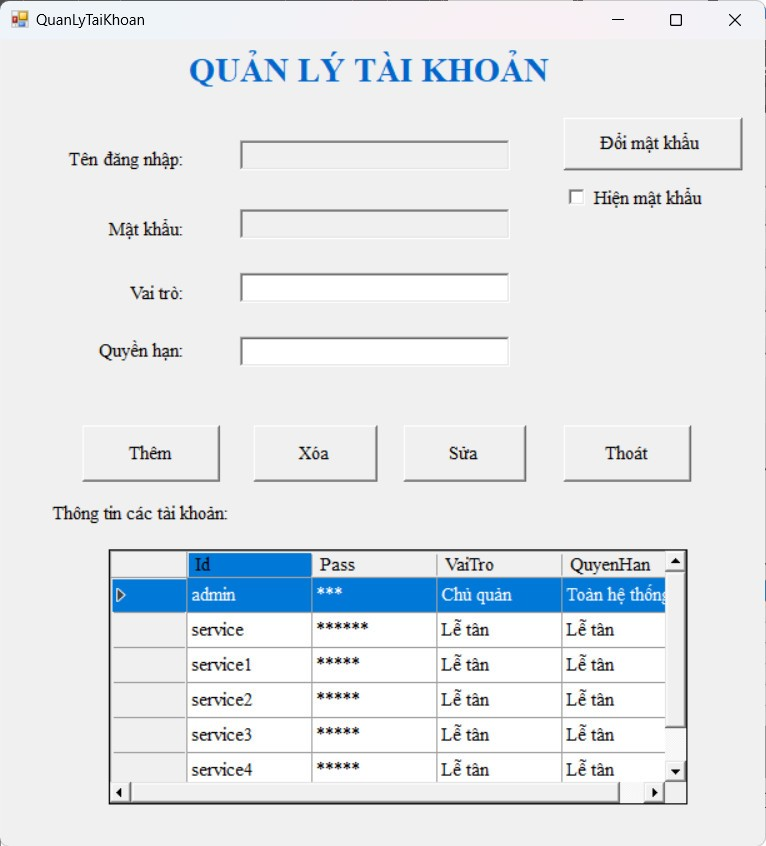 QuanLyTaiKhoan
QUẢN LÝ TÀI KHOẢN
Tên đăng nhập:
Đổi mật khẩu
Hiện mật khẩu
Mật khẩu:
Vai trò:
Quyền hạn:
Thêm Xóa Sửa Thoát
Thông tin các tài khoản:
Id Pass VaiTro QuyenHan
admin *** Chủ quán Toàn hệ thống
service ****** Lễ tân Lễ tân
service1 ***** Lễ tân Lễ tân
service2 ***** Lễ tân Lễ tân
service3 ***** Lễ tân Lễ tân
service4 ***** Lễ tân Lễ tân